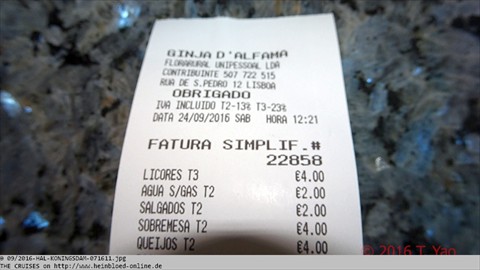 GINJA D'ALFAMA
FLORARURAL UNIPESSOAL LDA
CONTRIBUINTE 507 722 515
RUA DE S.PEDRO 12 LISBOA
OBRIGADO
IVA INCLUIDO T2-13% T3-23%
DATA 24/09/2016 SAB HORA 12:21
FATURA SIMPLIF.#
22858
LICORES T3 €4.00
AGUA S/GAS T2 €2.00
SALGADOS T2 €2.00
SOBREMESA T2 €4.00
QUEIJOS T2 €4.00
© 2016 T.Yao
# 09/2016-HAL-KONINGSDAM-071611.jpg
THE CRUISES on http://www.heinbloed-online.de